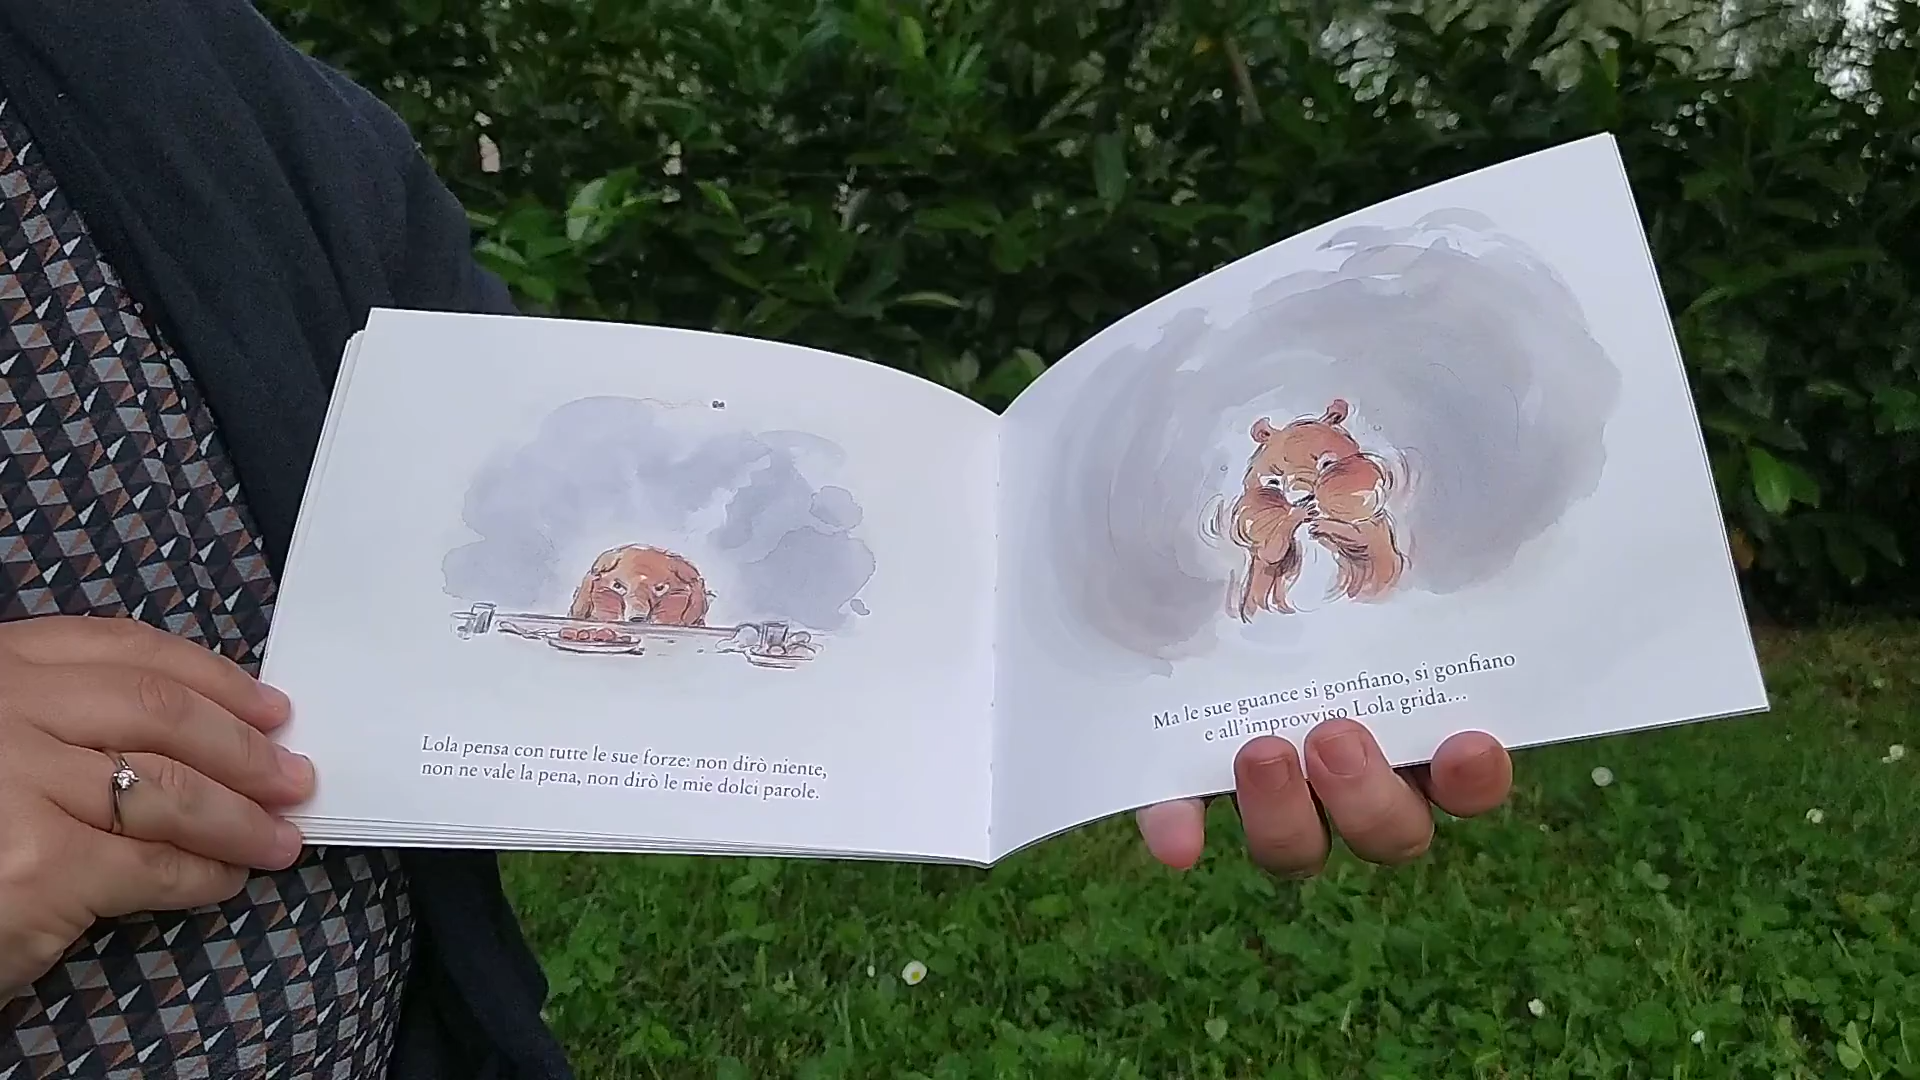 Lola pensa con tutte le sue forze: non dirò niente,
non ne vale la pena, non dirò le mie dolci parole.
Ma le sue guance si gonfiano, si gonfiano
e all'improvviso Lola grida...